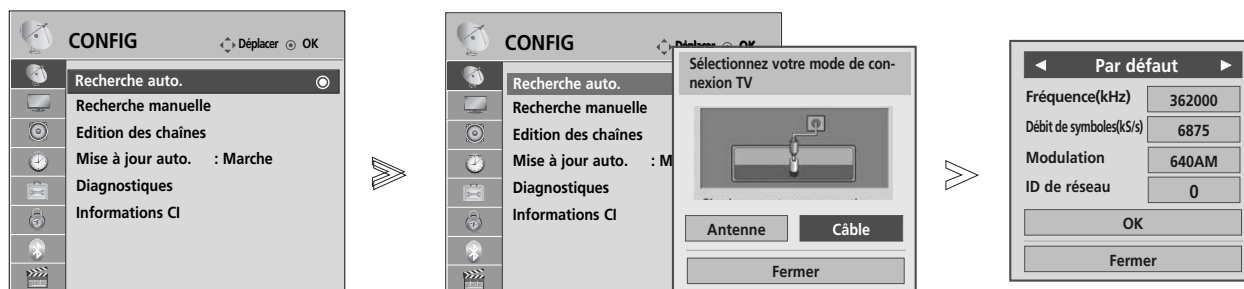 CONFIG
Déplacer OK
Recherche auto.
Recherche manuelle
Edition des chaînes
Mise à jour auto. : Marche
Diagnostiques
Informations CI
CONFIG
Déplacer OK
Recherche auto.
Recherche manuelle
Edition des chaînes
Mise à jour auto. : M
Diagnostiques
Informations CI
Sélectionnez votre mode de con-
nexion TV
Antenne Câble
Fermer
Par défaut
Fréquence(kHz) 362000
Débit de symboles(kS/s) 6875
Modulation 640AM
ID de réseau 0
OK
Fermer